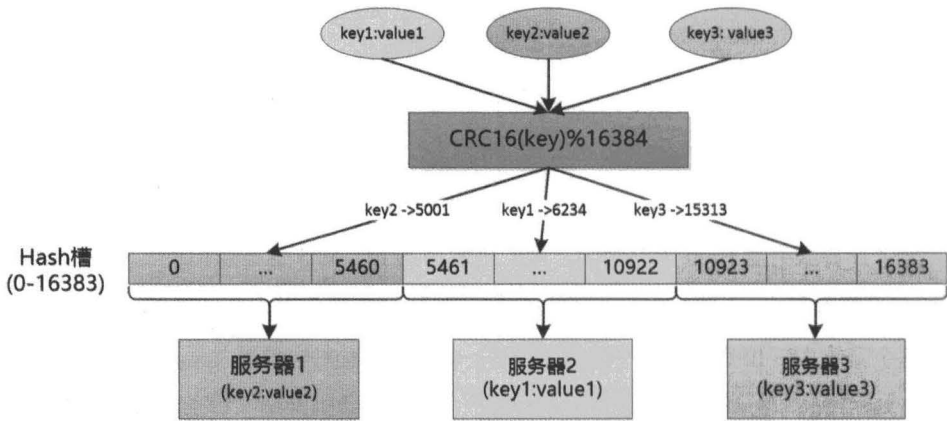 key1:value1
key2:value2
key3: value3
CRC16(key)%16384
key2 ->5001
key1 ->6234
key3 ->15313
Hash槽
(0-16383)
0
...
5460
5461
...
10922
10923
...
16383
服务器1
(key2:value2)
服务器2
(key1:value1)
服务器3
(key3:value3)